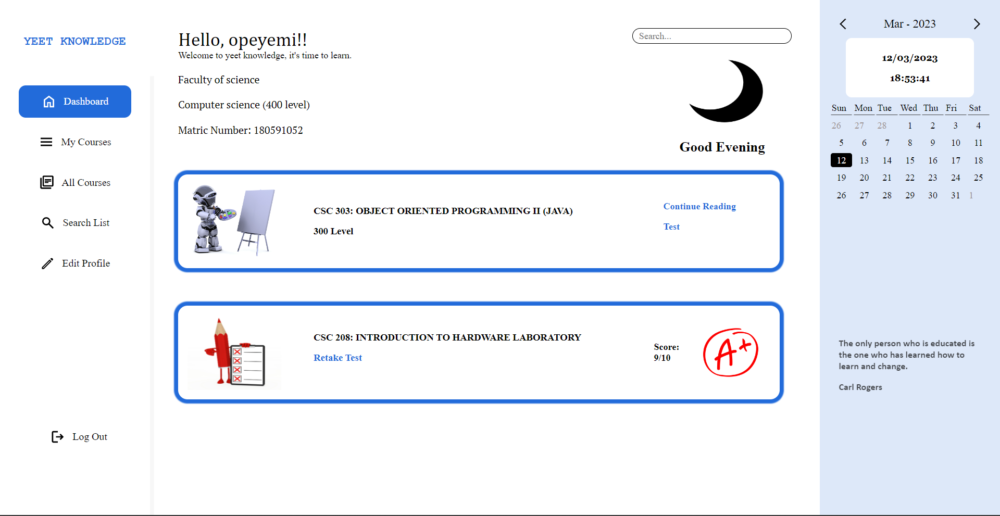 YEET KNOWLEDGE
Dashboard
My Courses
All Courses
Search List
Edit Profile
Log Out
Hello, opeyemi!!
Welcome to yeet knowledge, it's time to learn.
Faculty of science
Computer science (400 level)
Matric Number: 180591052
Search...
Good Evening
CSC 303: OBJECT ORIENTED PROGRAMMING II (JAVA)
300 Level
Continue Reading
Test
CSC 208: INTRODUCTION TO HARDWARE LABORATORY
Retake Test
Score:
9/10
A+
Mar - 2023
12/03/2023
18:53:41
Sun Mon Tue Wed Thu Fri Sat
26 27 28 1 2 3 4
5 6 7 8 9 10 11
12 13 14 15 16 17 18
19 20 21 22 23 24 25
26 27 28 29 30 31 1
The only person who is educated is
the one who has learned how to
learn and change.
Carl Rogers